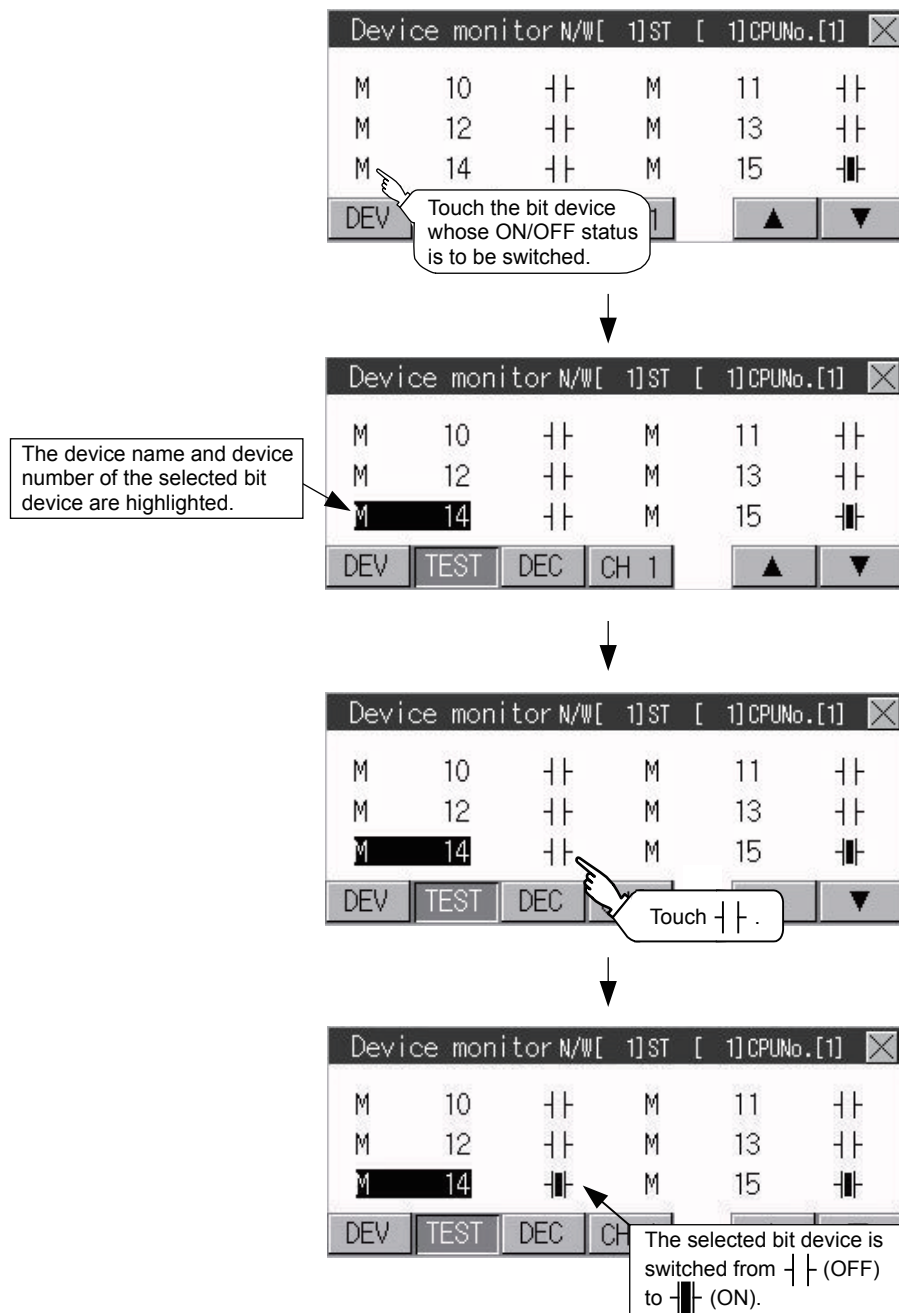 Device monitor N/W[ 1]ST [ 1]CPUNo.[1]
M 10 ┤├ M 11 ┤├
M 12 ┤├ M 13 ┤├
M 14 ┤├ M 15 ┤█├
DEV 1 ▲ ▼
Touch the bit device
whose ON/OFF status
is to be switched.
Device monitor N/W[ 1]ST [ 1]CPUNo.[1]
M 10 ┤├ M 11 ┤├
M 12 ┤├ M 13 ┤├
M 14 ┤├ M 15 ┤█├
DEV TEST DEC CH 1 ▲ ▼
The device name and device
number of the selected bit
device are highlighted.
Device monitor N/W[ 1]ST [ 1]CPUNo.[1]
M 10 ┤├ M 11 ┤├
M 12 ┤├ M 13 ┤├
M 14 ┤├ M 15 ┤█├
DEV TEST DEC ▼
Touch ┤├ .
Device monitor N/W[ 1]ST [ 1]CPUNo.[1]
M 10 ┤├ M 11 ┤├
M 12 ┤├ M 13 ┤├
M 14 ┤█├ M 15 ┤█├
DEV TEST DEC CH
The selected bit device is
switched from ┤├ (OFF)
to ┤█├ (ON).